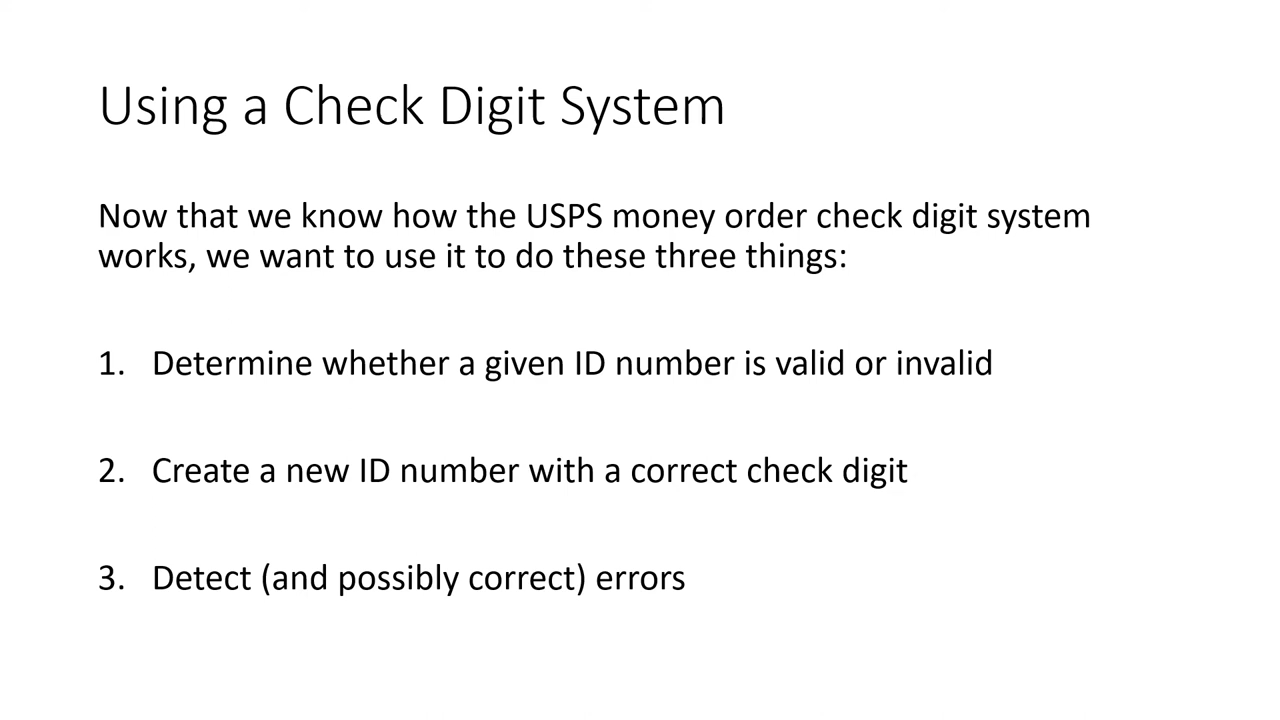 Using a Check Digit System
Now that we know how the USPS money order check digit system
works, we want to use it to do these three things:
1. Determine whether a given ID number is valid or invalid
2. Create a new ID number with a correct check digit
3. Detect (and possibly correct) errors